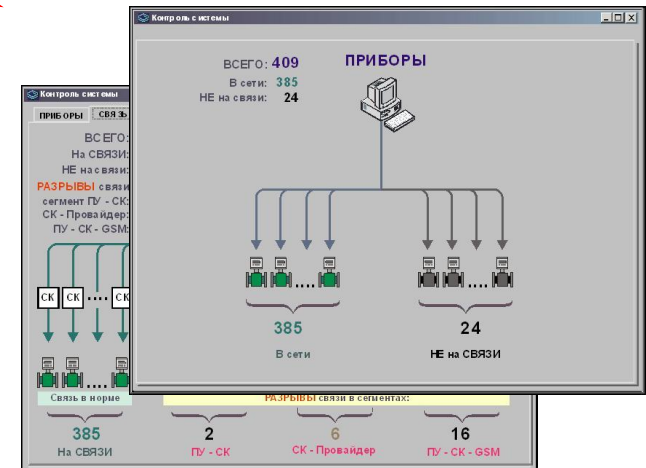 Контроль системы
ВСЕГО: 409
В сети: 385
НЕ на связи: 24
ПРИБОРЫ
385
В сети
24
НЕ на СВЯЗИ
Контроль системы
ПРИБОРЫ СВЯЗЬ
ВСЕГО:
На СВЯЗИ:
НЕ на связи:
РАЗРЫВЫ связи
сегмент ПУ - СК:
СК - Провайдер:
ПУ - СК - GSM:
СК СК .... СК
Связь в норме
РАЗРЫВЫ связи в сегментах:
385
На СВЯЗИ
2
ПУ - СК
6
СК - Провайдер
16
ПУ - СК - GSM